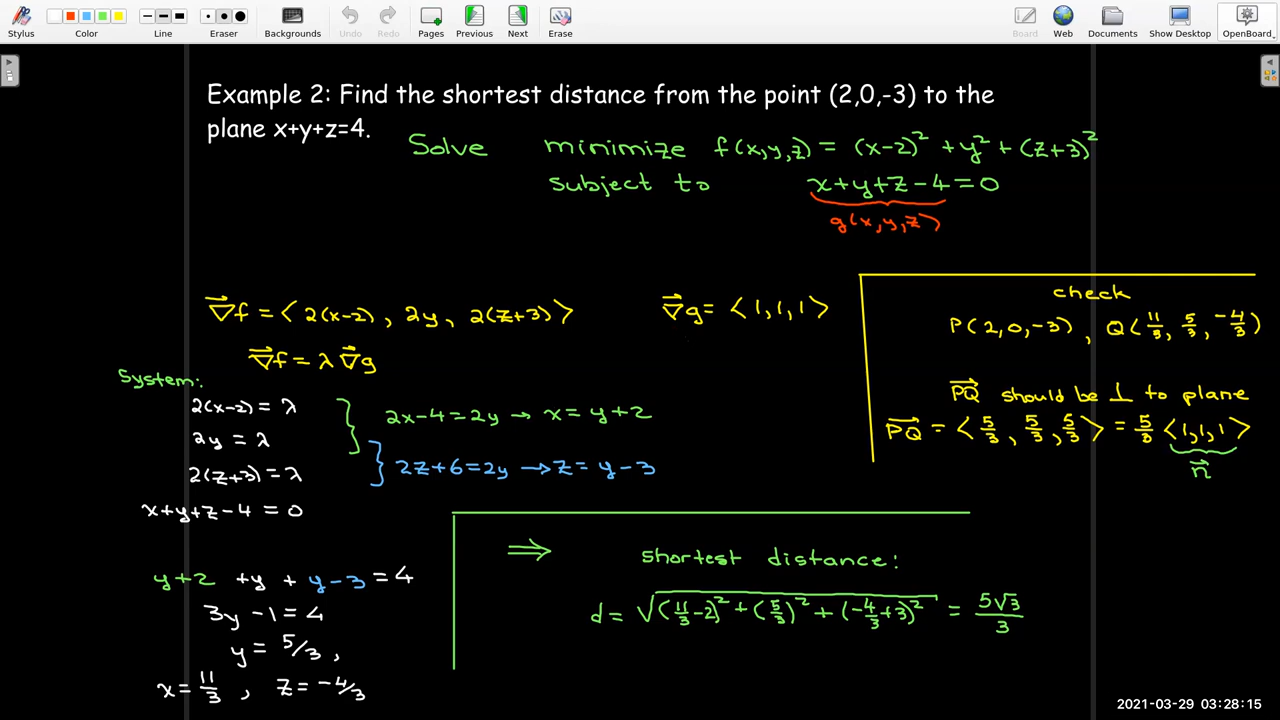 Stylus Color Line Eraser Backgrounds Undo Redo Pages Previous Next Erase Board Web Documents Show Desktop OpenBoard
Example 2: Find the shortest distance from the point (2,0,-3) to the
plane x+y+z=4.
Solve minimize f(x,y,z) = (x-2)² + y² + (z+3)²
subject to x+y+z-4 = 0
g(x,y,z)
∇⃗f = ⟨2(x-2), 2y, 2(z+3)⟩ ∇⃗g = ⟨1,1,1⟩
∇⃗f = λ ∇⃗g
System:
2(x-2) = λ
2y = λ
2(z+3) = λ
x+y+z-4 = 0
2x-4 = 2y → x = y+2
2z+6 = 2y → z = y-3
y+2 + y + y-3 = 4
3y-1 = 4
y = 5/3,
x = 11/3, z = -4/3
check
P(2,0,-3), Q(11/3, 5/3, -4/3)
PQ⃗ should be ⊥ to plane
PQ⃗ = ⟨5/3, 5/3, 5/3⟩ = 5/3 ⟨1,1,1⟩
n⃗
⇒ shortest distance:
d = √((11/3-2)² + (5/3)² + (-4/3+3)²) = 5√3/3
2021-03-29 03:28:15